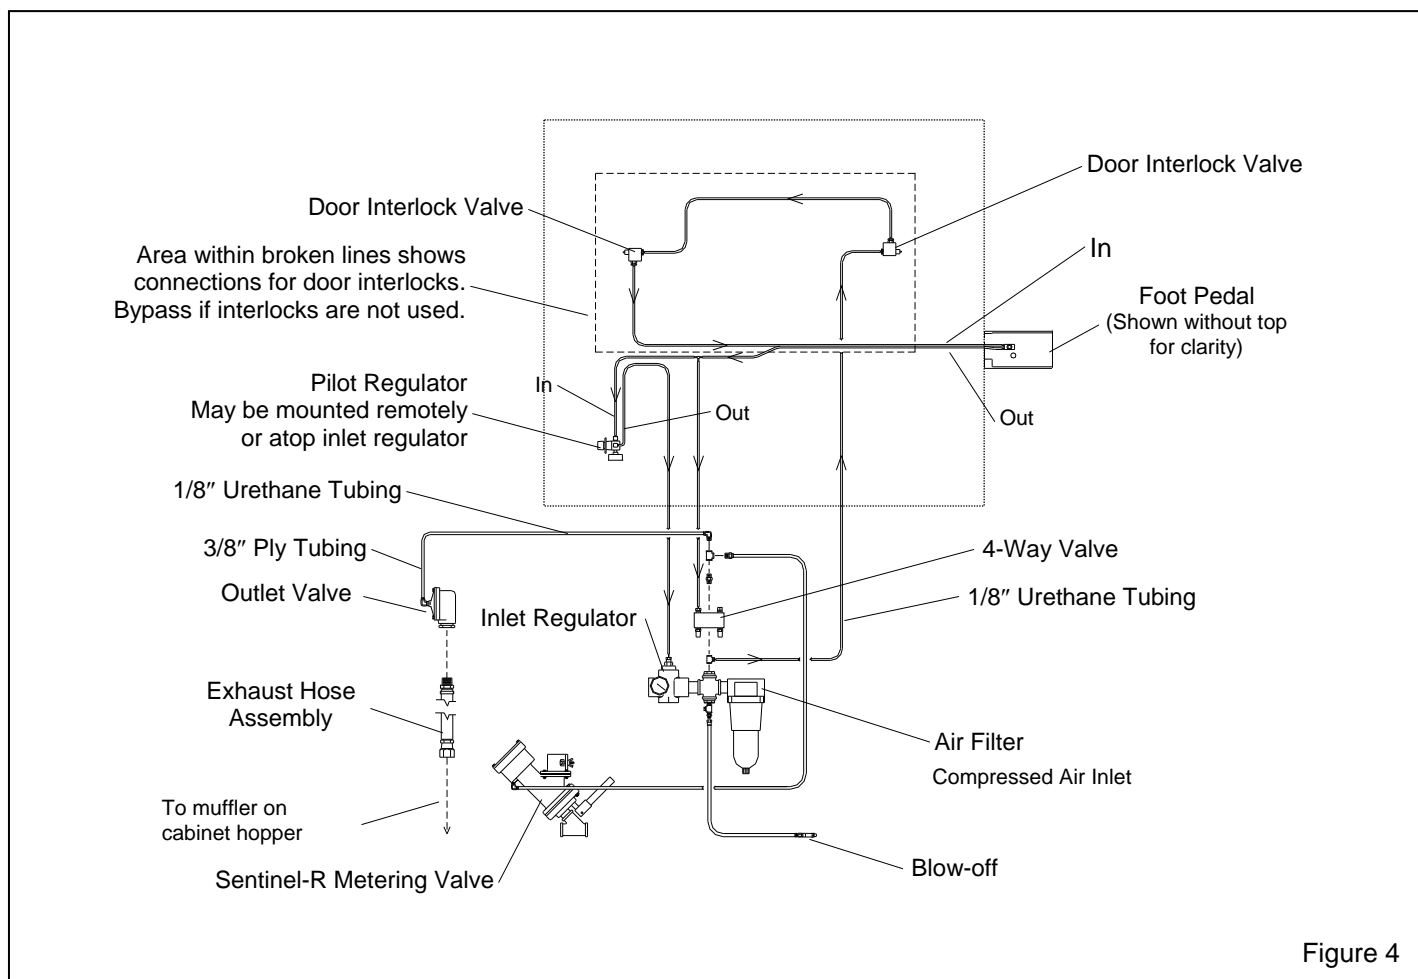 Door Interlock Valve
Door Interlock Valve
Area within broken lines shows
connections for door interlocks.
Bypass if interlocks are not used.
In
Foot Pedal
(Shown without top
for clarity)
Pilot Regulator
May be mounted remotely
or atop inlet regulator
In
Out
Out
1/8″ Urethane Tubing
3/8″ Ply Tubing
4-Way Valve
Outlet Valve
1/8″ Urethane Tubing
Inlet Regulator
Exhaust Hose
Assembly
Air Filter
Compressed Air Inlet
To muffler on
cabinet hopper
Blow-off
Sentinel-R Metering Valve
Figure 4